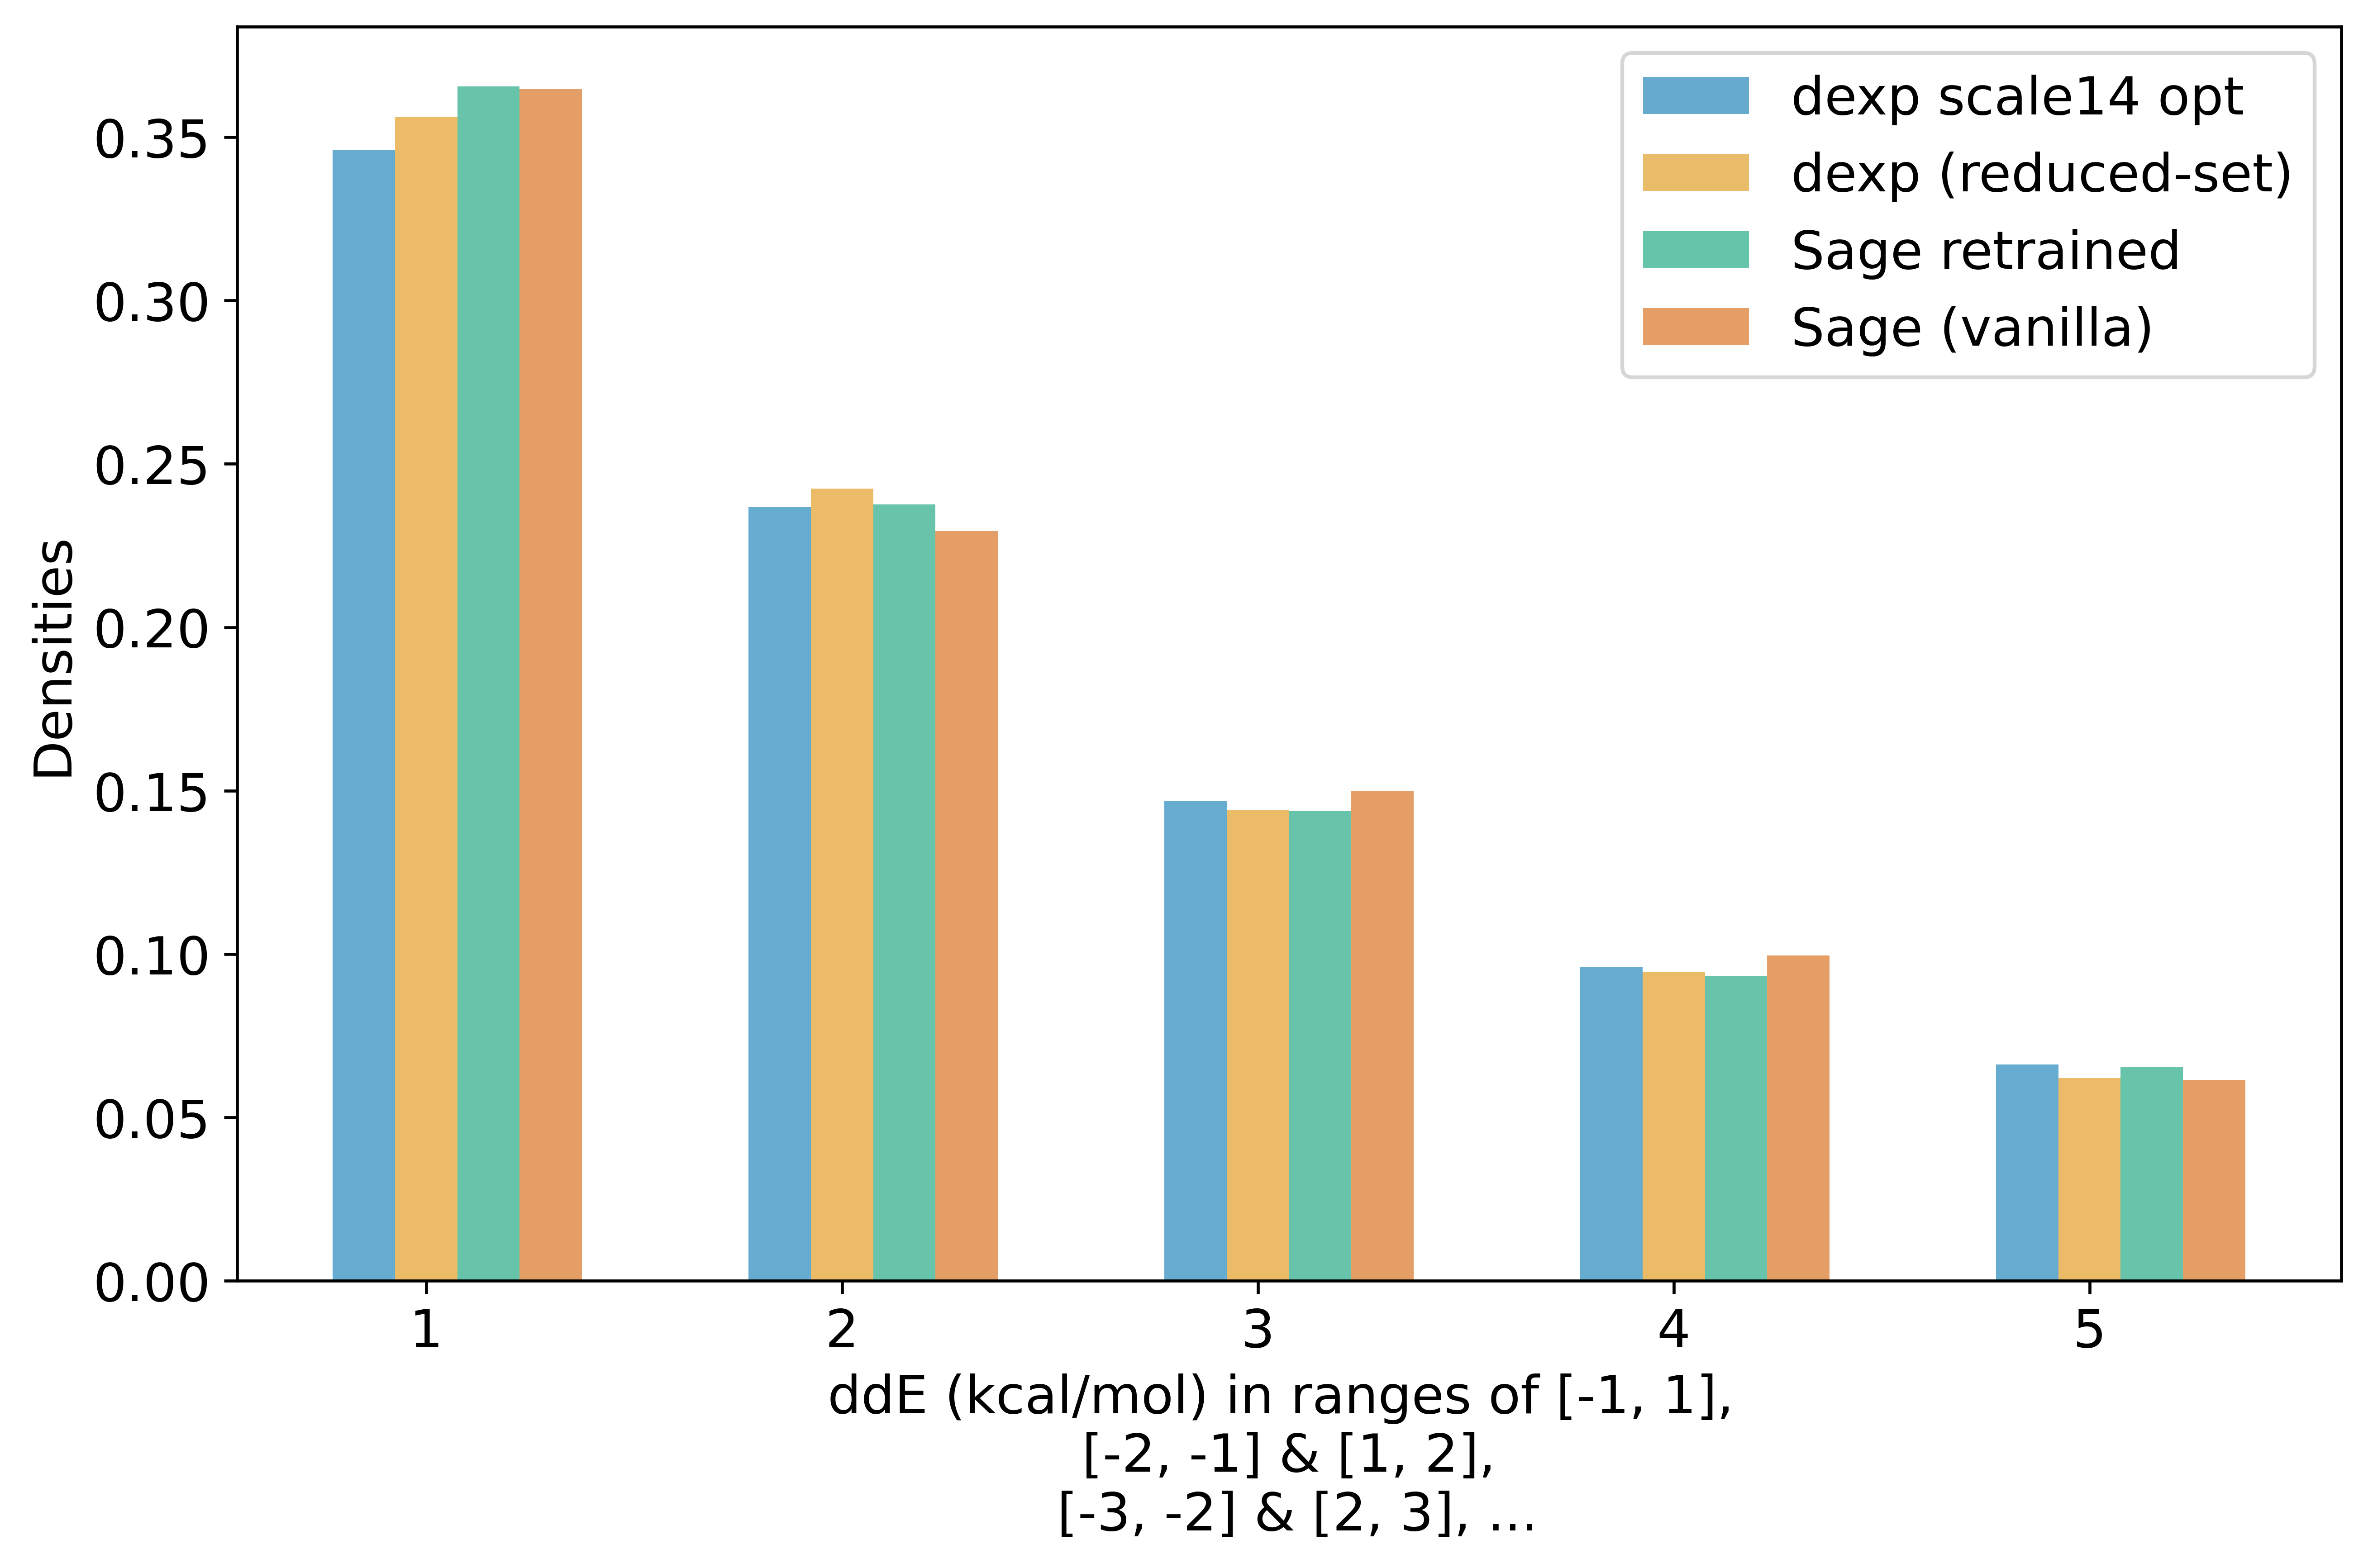 dexp scale14 opt
dexp (reduced-set)
Sage retrained
Sage (vanilla)
Densities
0.35
0.30
0.25
0.20
0.15
0.10
0.05
0.00
1 2 3 4 5
ddE (kcal/mol) in ranges of [-1, 1],
[-2, -1] & [1, 2],
[-3, -2] & [2, 3], ...